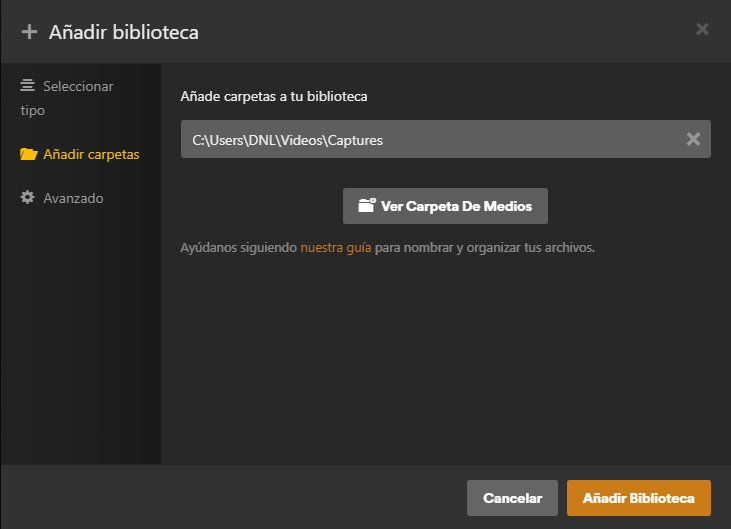 Añadir biblioteca
Seleccionar
tipo
Añadir carpetas
Avanzado
Añade carpetas a tu biblioteca
C:\Users\DNL\Videos\Captures
Ver Carpeta De Medios
Ayúdanos siguiendo nuestra guía para nombrar y organizar tus archivos.
Cancelar
Añadir Biblioteca